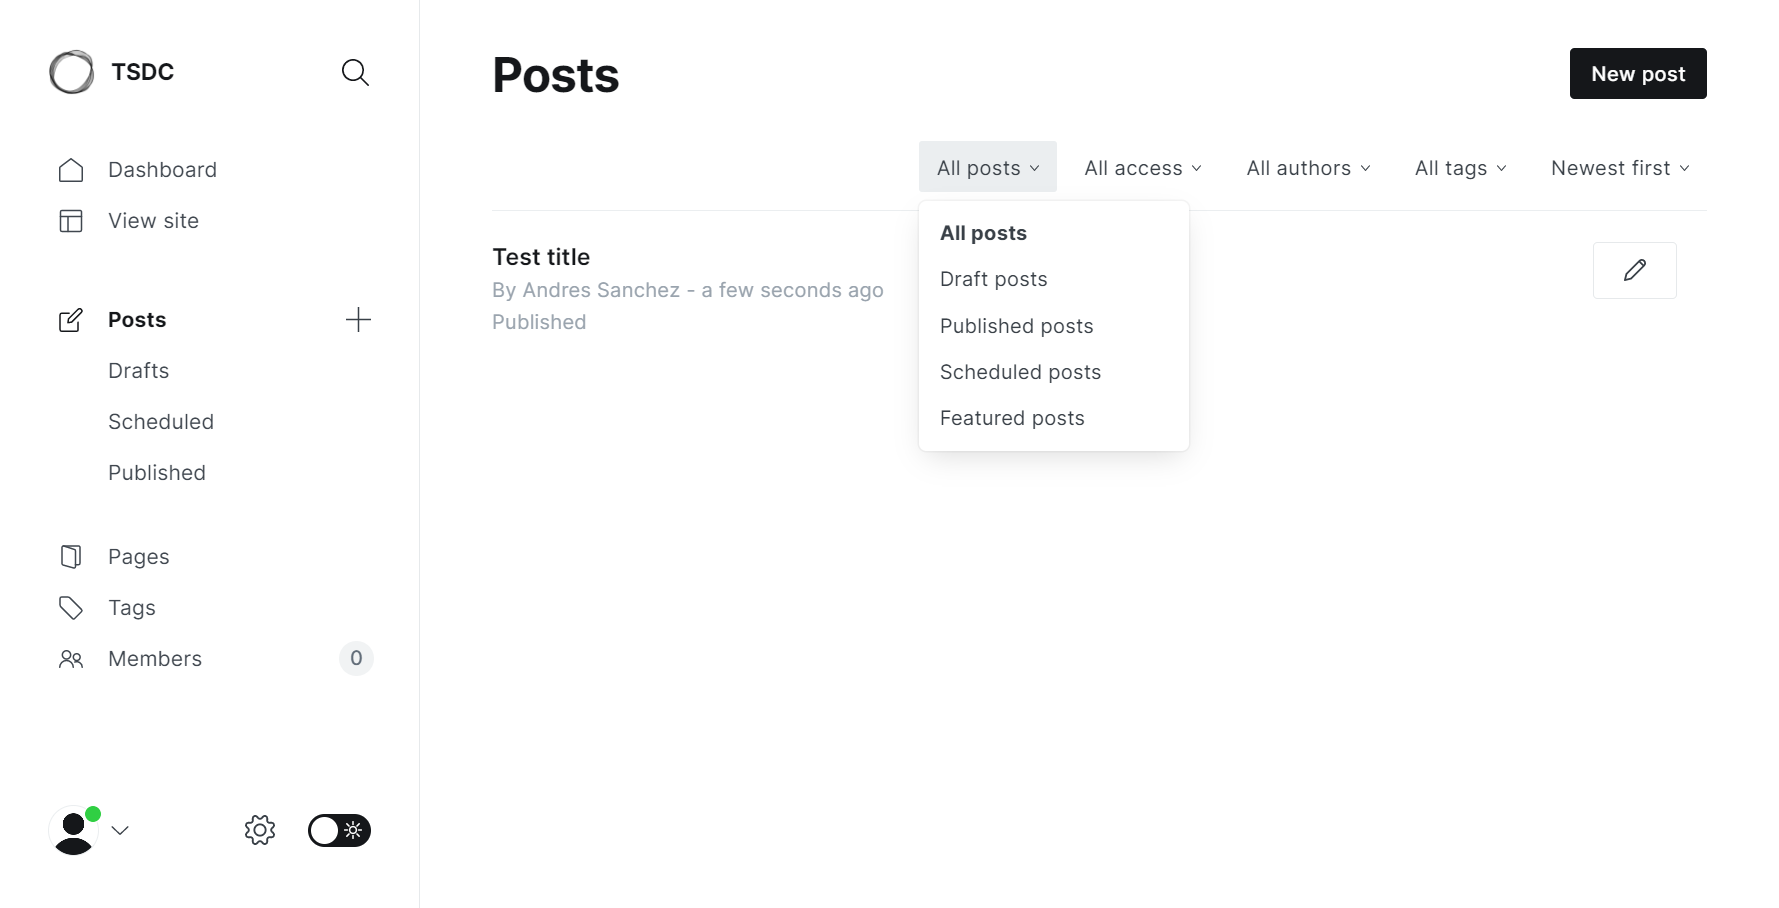 TSDC
Dashboard
View site
Posts
Drafts
Scheduled
Published
Pages
Tags
Members
0
Posts
New post
All posts
All access
All authors
All tags
Newest first
All posts
Draft posts
Published posts
Scheduled posts
Featured posts
Test title
By Andres Sanchez - a few seconds ago
Published